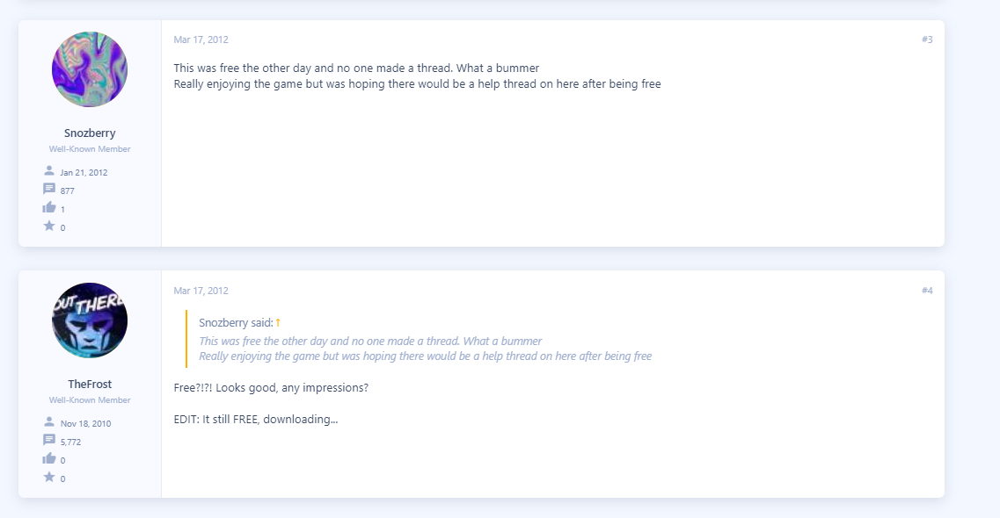 Mar 17, 2012
#3
This was free the other day and no one made a thread. What a bummer
Really enjoying the game but was hoping there would be a help thread on here after being free
Snozberry
Well-Known Member
Jan 21, 2012
877
1
0
OUT THERE
Mar 17, 2012
#4
Snozberry said: ↑
This was free the other day and no one made a thread. What a bummer
Really enjoying the game but was hoping there would be a help thread on here after being free
Free?!?! Looks good, any impressions?
EDIT: It still FREE, downloading...
TheFrost
Well-Known Member
Nov 18, 2010
5,772
0
0